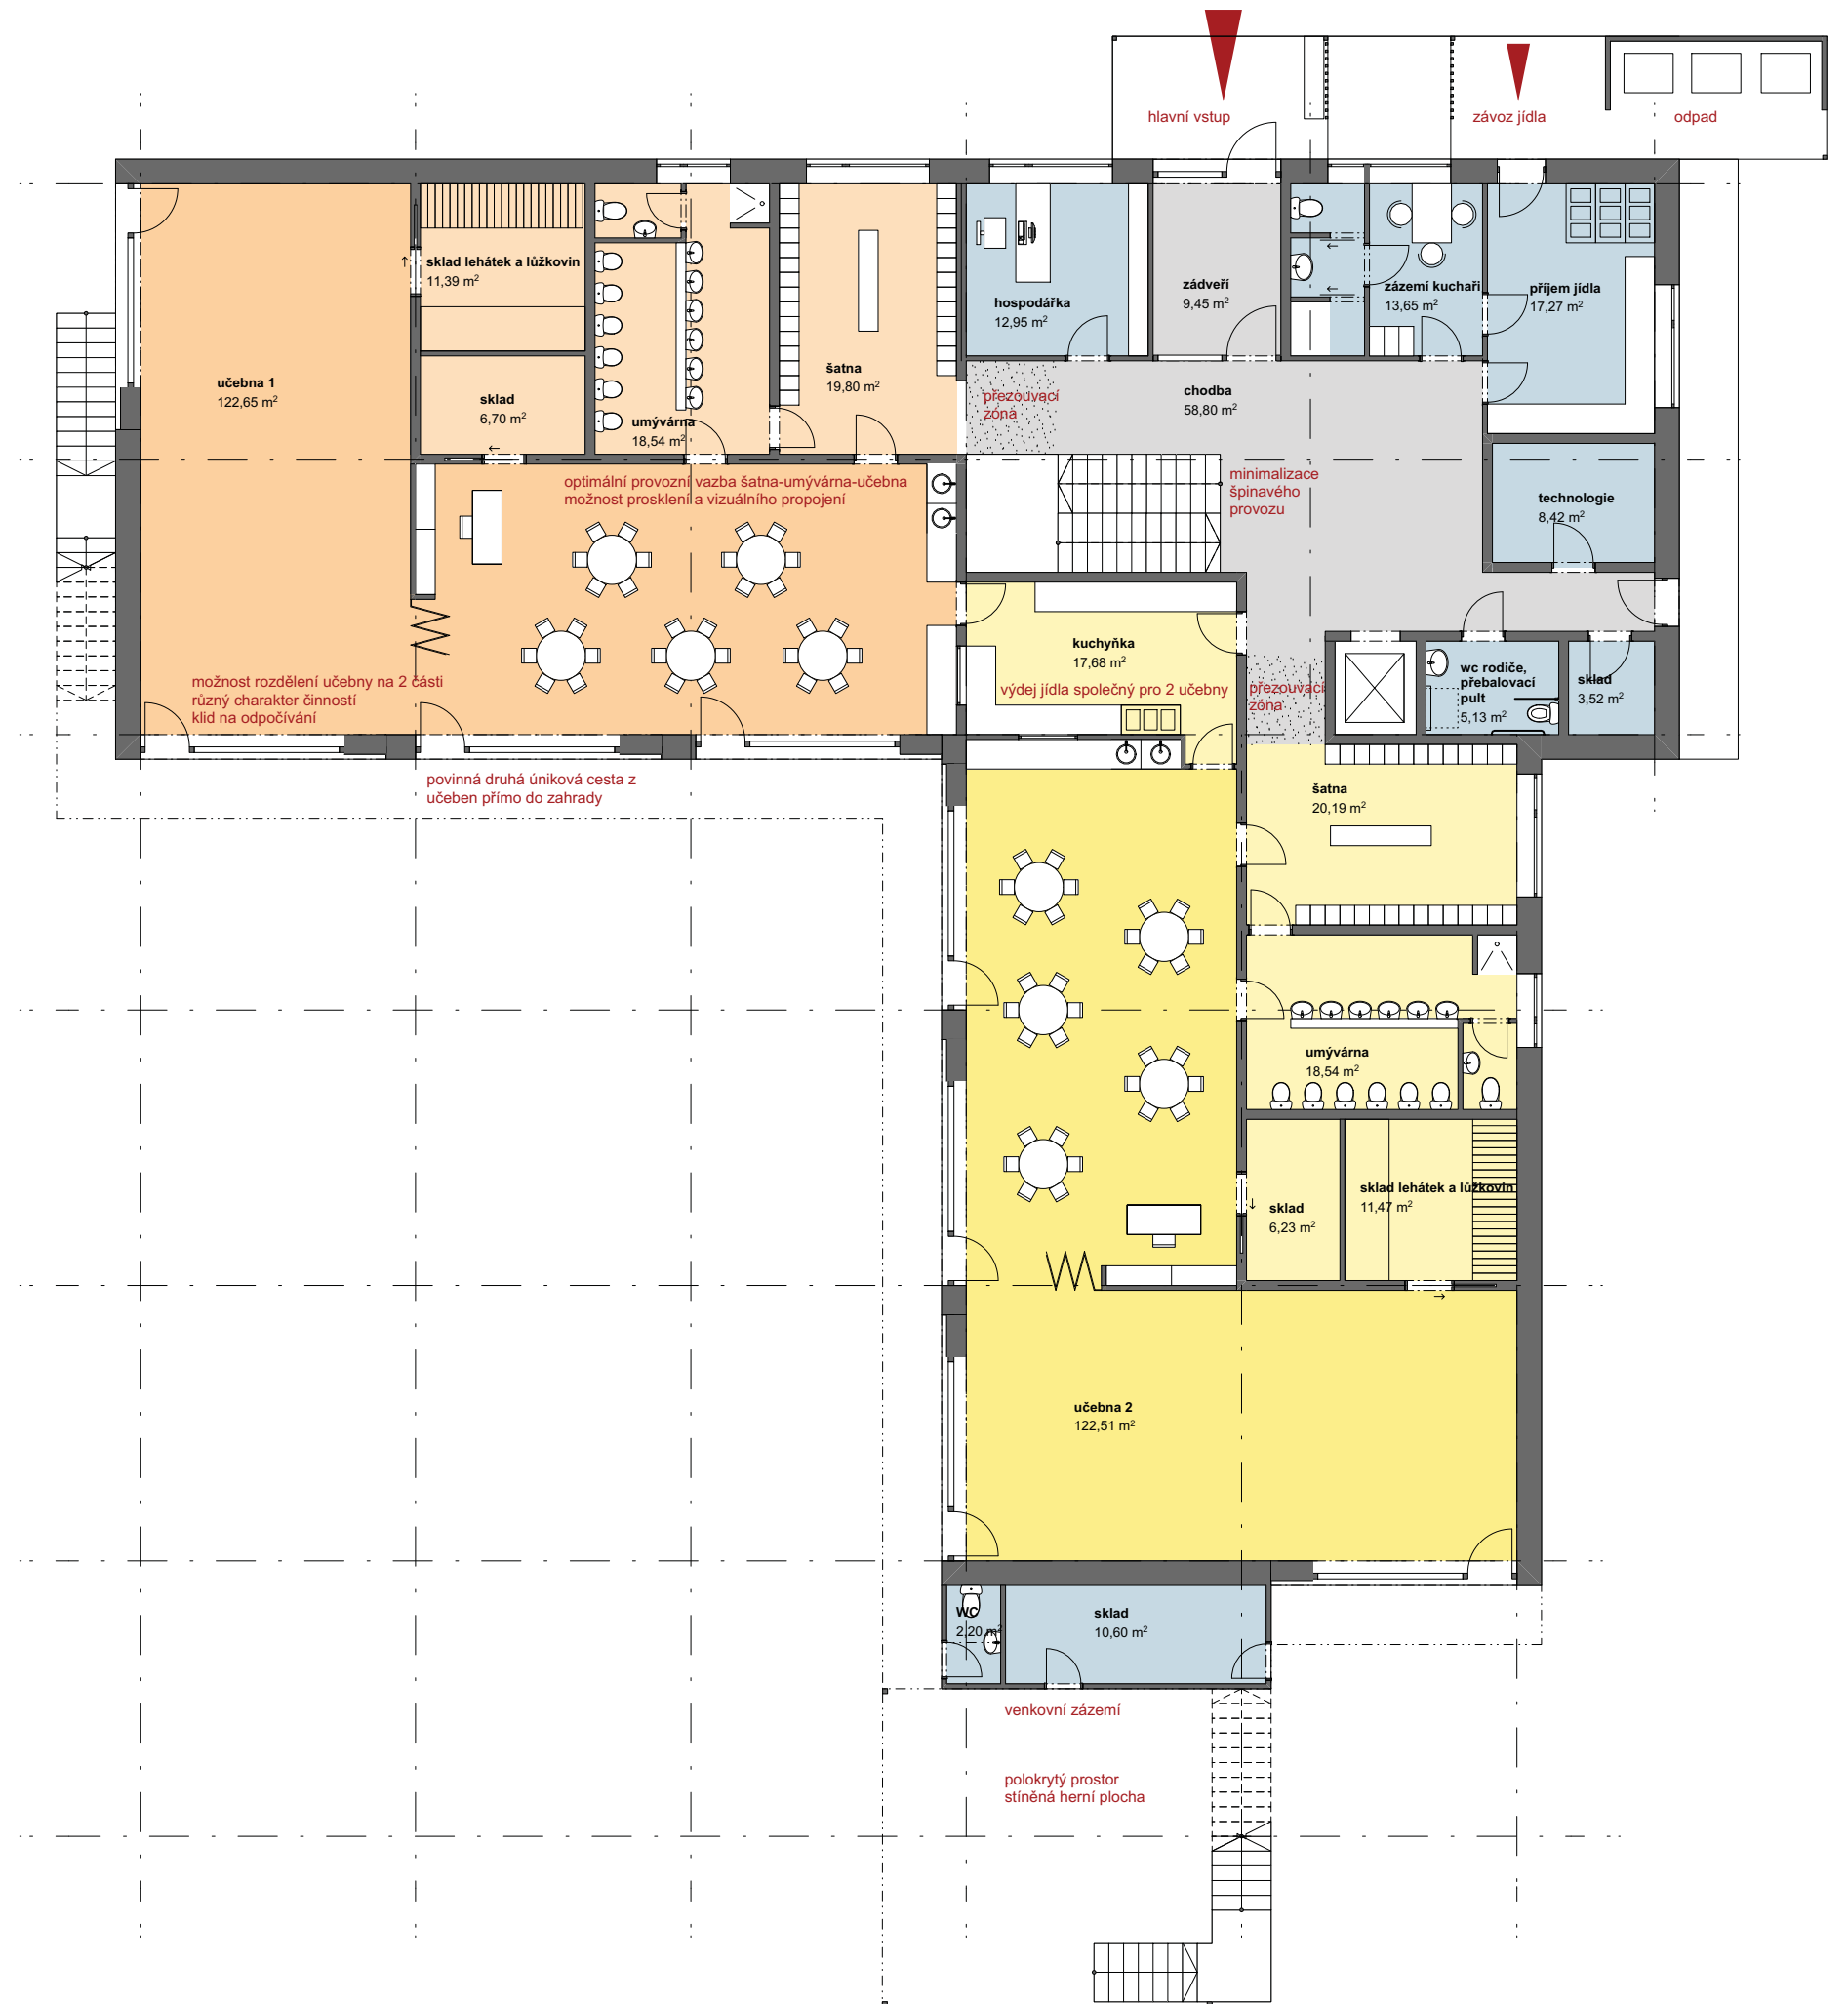 hlavní vstup
závoz jídla
odpad
sklad lehátek a lůžkovin
11,39 m²
hospodářka
12,95 m²
zádveří
9,45 m²
zázemí kuchaři
13,65 m²
příjem jídla
17,27 m²
učebna 1
122,65 m²
sklad
6,70 m²
umývárna
18,54 m²
šatna
19,80 m²
přezouvací
zóna
chodba
58,80 m²
optimální provozní vazba šatna-umývárna-učebna
možnost prosklení a vizuálního propojení
minimalizace
špinavého
provozu
technologie
8,42 m²
možnost rozdělení učebny na 2 části
různý charakter činností
klid na odpočívání
kuchyňka
17,68 m²
výdej jídla společný pro 2 učebny
přezouvací
zóna
wc rodiče,
přebalovací
pult
5,13 m²
sklad
3,52 m²
povinná druhá úniková cesta z
učeben přímo do zahrady
šatna
20,19 m²
umývárna
18,54 m²
sklad
6,23 m²
sklad lehátek a lůžkovin
11,47 m²
učebna 2
122,51 m²
WC
2,20 m²
sklad
10,60 m²
venkovní zázemí
polokrytý prostor
stíněná herní plocha